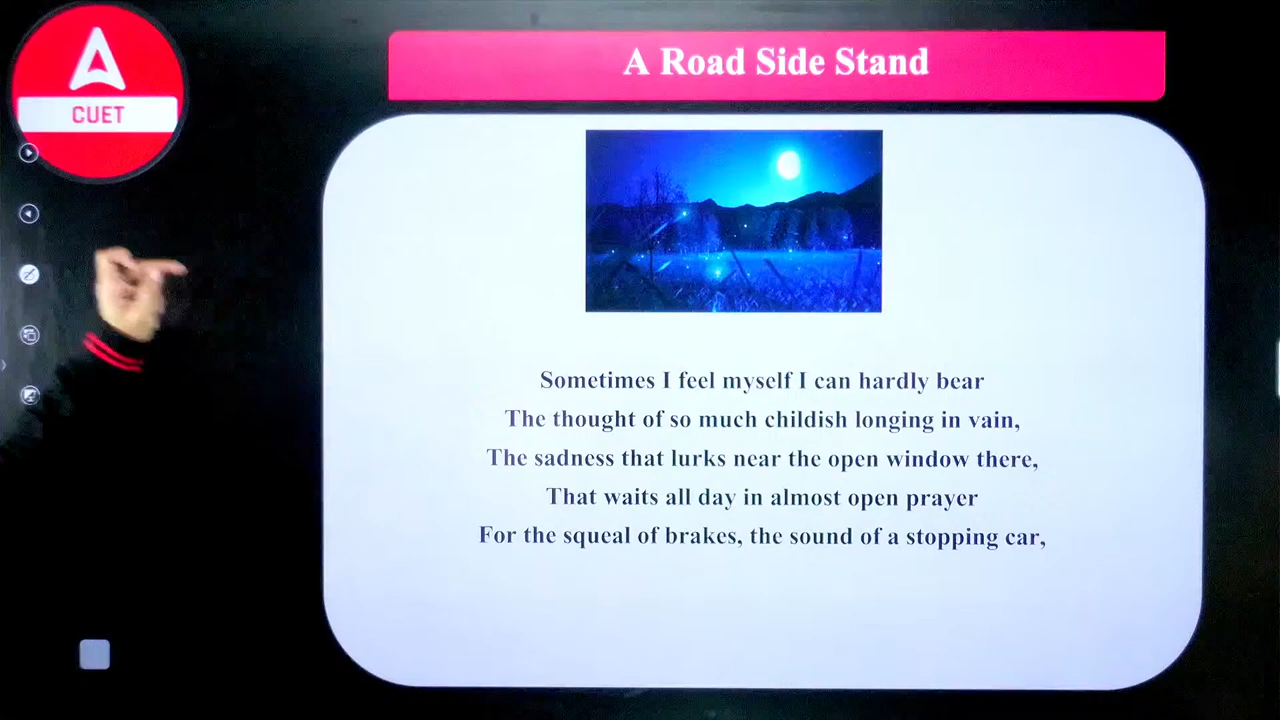 CUET
A Road Side Stand
Sometimes I feel myself I can hardly bear
The thought of so much childish longing in vain,
The sadness that lurks near the open window there,
That waits all day in almost open prayer
For the squeal of brakes, the sound of a stopping car,